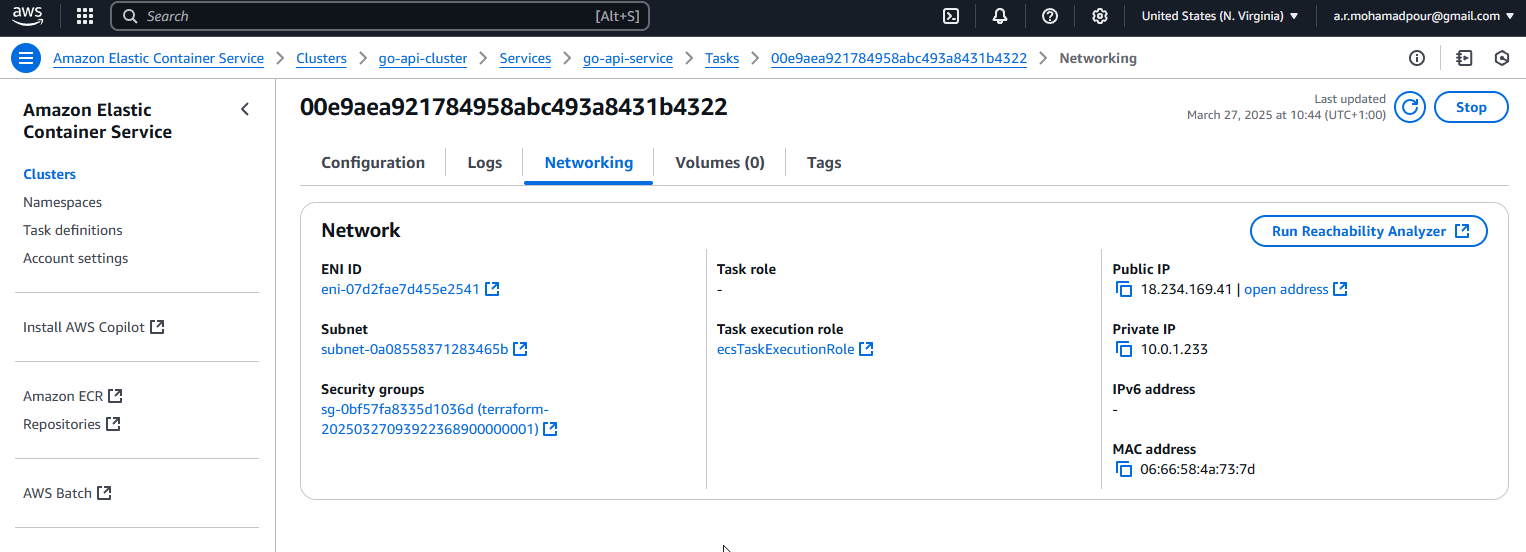 aws
Search
[Alt+S]
United States (N. Virginia)
a.r.mohamadpour@gmail.com
Amazon Elastic Container Service
Clusters
go-api-cluster
Services
go-api-service
Tasks
00e9aea921784958abc493a8431b4322
Networking
Amazon Elastic
Container Service
Clusters
Namespaces
Task definitions
Account settings
Install AWS Copilot
Amazon ECR
Repositories
AWS Batch
00e9aea921784958abc493a8431b4322
Last updated
March 27, 2025 at 10:44 (UTC+1:00)
Stop
Configuration
Logs
Networking
Volumes (0)
Tags
Network
Run Reachability Analyzer
ENI ID
eni-07d2fae7d455e2541
Subnet
subnet-0a08558371283465b
Security groups
sg-0bf57fa8335d1036d (terraform-
20250327093922368900000001)
Task role
-
Task execution role
ecsTaskExecutionRole
Public IP
18.234.169.41 | open address
Private IP
10.0.1.233
IPv6 address
-
MAC address
06:66:58:4a:73:7d